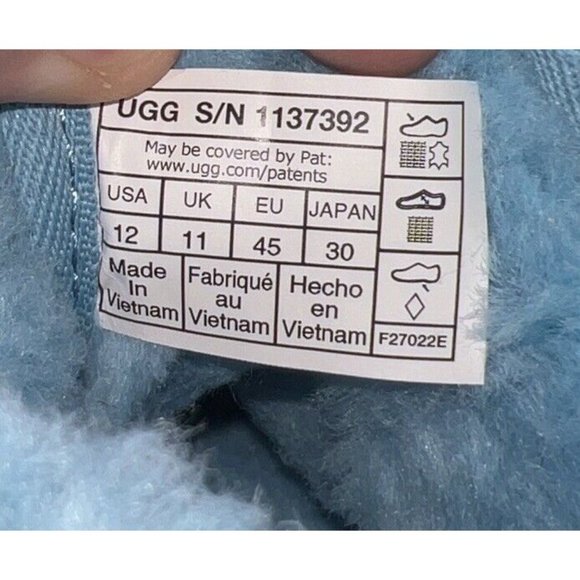 UGG S/N 1137392
May be covered by Pat:
www.ugg.com/patents
USA UK EU JAPAN
12 11 45 30
Made in Vietnam
Fabriqué au Vietnam
Hecho en Vietnam
F27022E